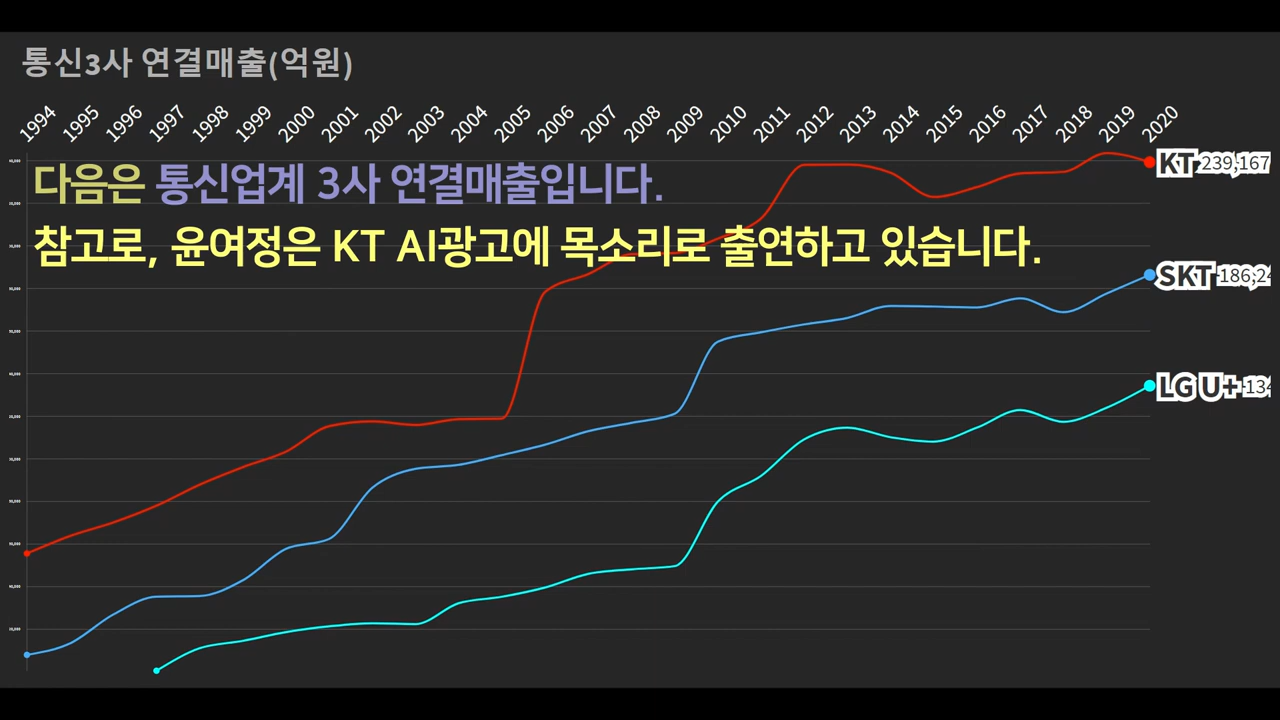 통신3사 연결매출(억원)
1994 1995 1996 1997 1998 1999 2000 2001 2002 2003 2004 2005 2006 2007 2008 2009 2010 2011 2012 2013 2014 2015 2016 2017 2018 2019 2020
다음은 통신업계 3사 연결매출입니다.
참고로, 윤여정은 KT AI광고에 목소리로 출연하고 있습니다.
KT 239,167
SKT 186,24
LG U+ 134